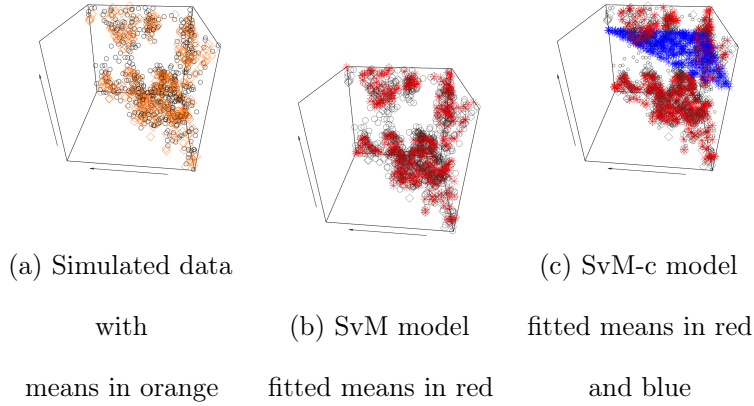 (a) Simulated data
with
means in orange
(b) SvM model
fitted means in red
(c) SvM-c model
fitted means in red
and blue